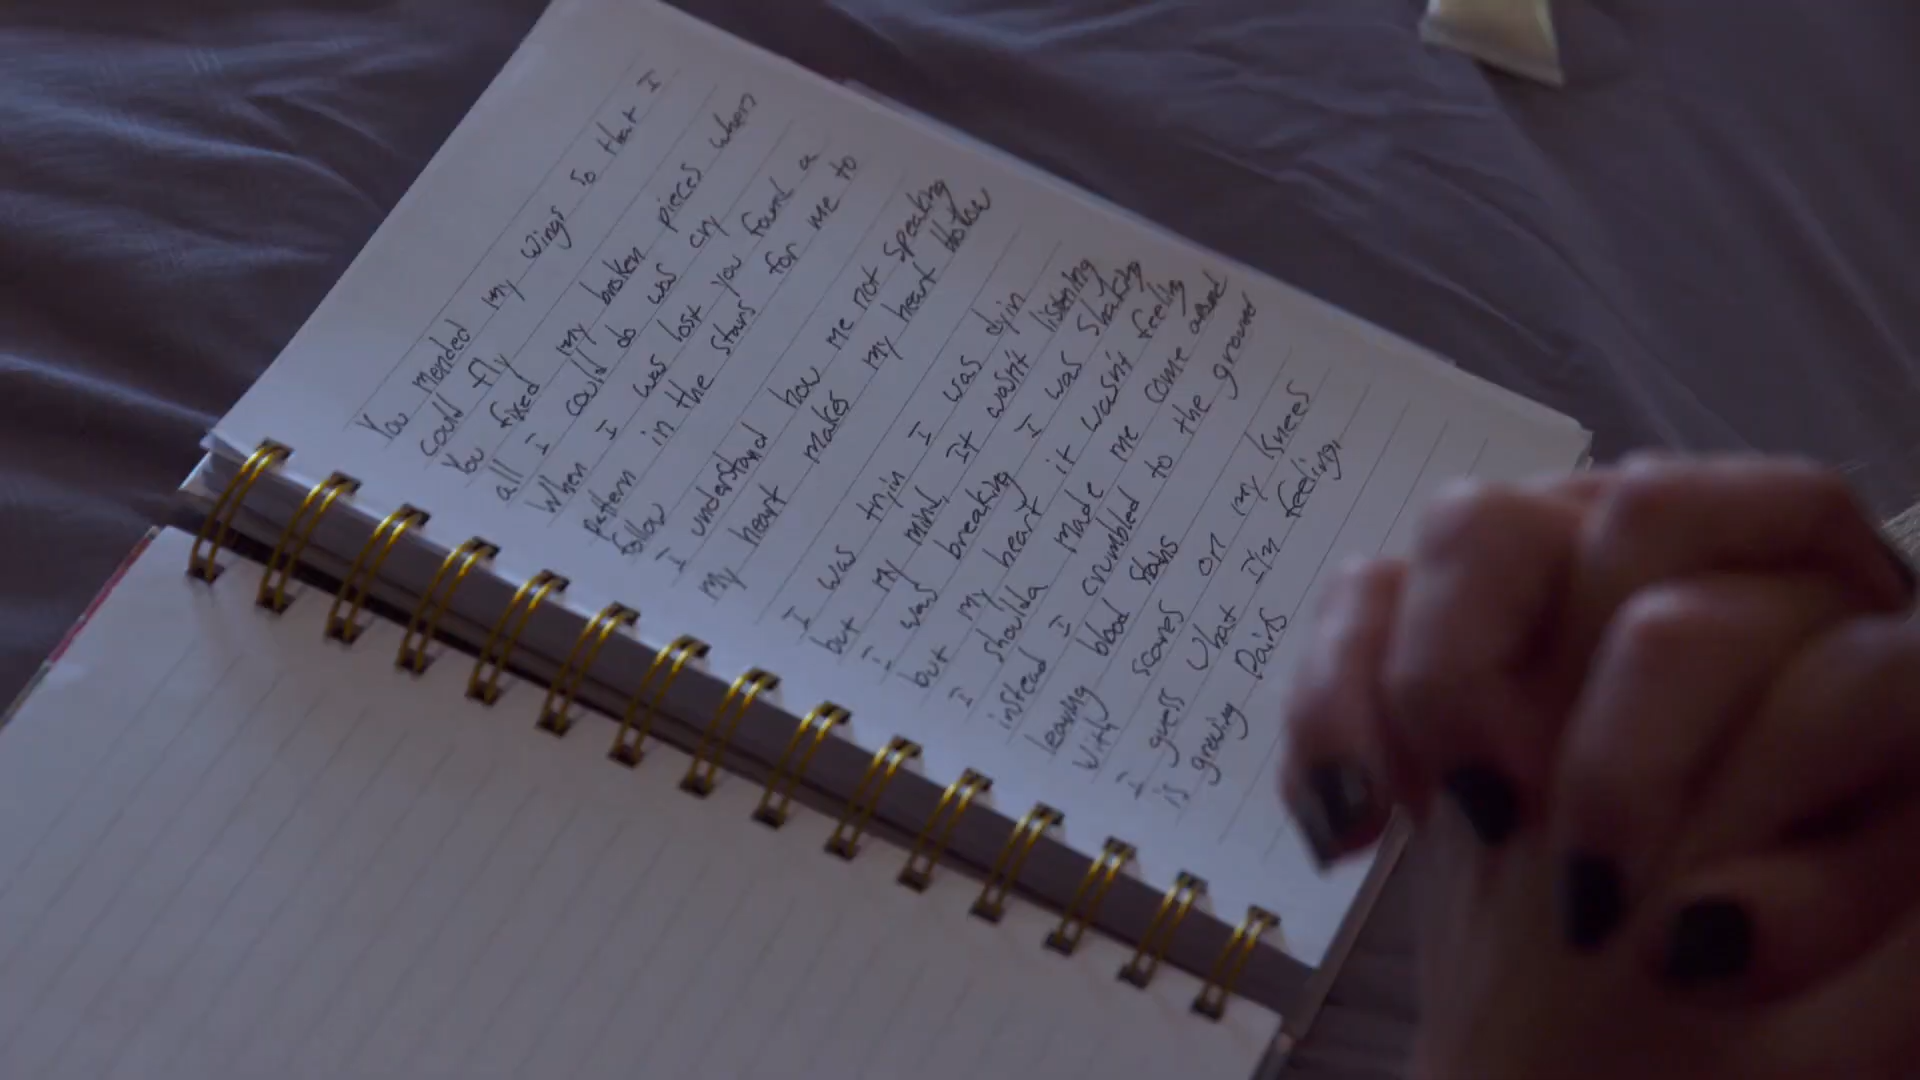 You mended my wings so that I
could fly
You fixed my broken pieces when
all I could do was cry
When I was lost you found a
pattern in the stars for me to
follow
I understand how me not speaking
my heart makes my heart hollow
I was tryin I was dyin
but my mind, It wasn't listening
i was breaking I was shaking
but my heart it wasn't feeling
I shoulda made me come around
instead I crumbled to the ground
leaving blood stains
with scares on my knees
i guess what I'm feeling,
is growing pains